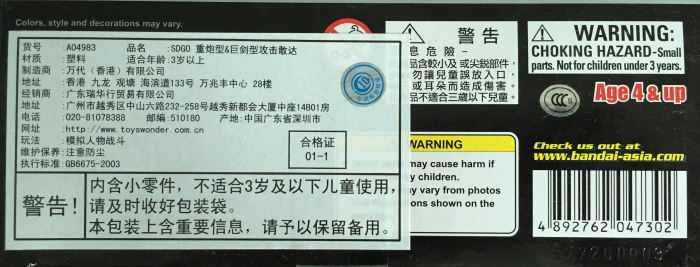 Colors, style and decorations may vary.
货号: A04983 品名: SDGO 重炮型&巨剑型攻击敢达
材质: 塑料 适合年龄: 3岁以上
制造商: 万代（香港）有限公司
地址: 香港 九龙 观塘 海滨道133号 万兆丰中心 28楼
经销商: 广东瑞华行贸易有限公司
地址: 广州市越秀区中山六路232-258号越秀新都会大厦中座14B01房
电话: 020-81078388 邮编: 510180 产地: 中国广东省深圳市
网址: http://www.toyswonder.com.cn
玩法: 模拟人物战斗
维护保养: 注意防尘
执行标准: GB6675-2003
合格证
01-1
警告!
内含小零件，不适合3岁及以下儿童使用，
请及时收好包装袋。
本包装上含重要信息，请予以保留备用。
警告
息危險-
品含較小及或尖銳部件，
勿讓兒童誤放入口，
或耳朵而造成傷害。
品不適合三歲以下兒童。
WARNING
may cause harm if
y children.
ay vary from photos
ons shown on the
WARNING:
CHOKING HAZARD-Small
parts. Not for children under 3 years.
CCC
S
Age 4 & up
Check us out at
www.bandai-asia.com
4 892762 047302